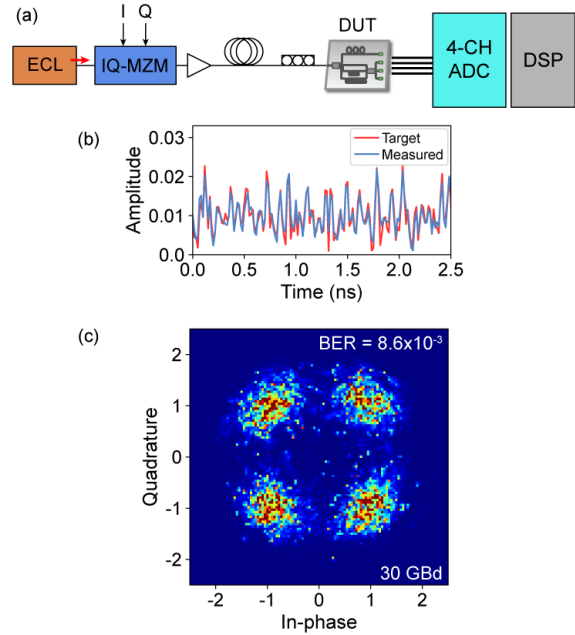 (a)
I Q
DUT
ECL
IQ-MZM
4-CH
ADC
DSP
(b)
Amplitude
0.03
0.02
0.01
0.0
Target
Measured
0.0 0.5 1.0 1.5 2.0 2.5
Time (ns)
(c)
BER = 8.6x10⁻³
Quadrature
2
1
0
-1
-2
30 GBd
-2 -1 0 1 2
In-phase